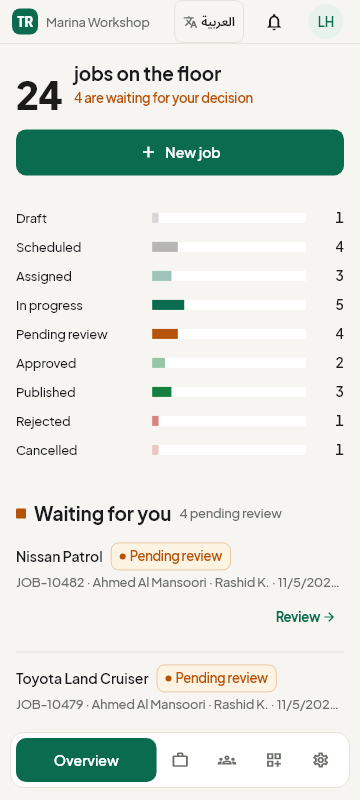 TR Marina Workshop العربية LH
24 jobs on the floor
4 are waiting for your decision
+ New job
Draft 1
Scheduled 4
Assigned 3
In progress 5
Pending review 4
Approved 2
Published 3
Rejected 1
Cancelled 1
Waiting for you 4 pending review
Nissan Patrol Pending review
JOB-10482 · Ahmed Al Mansoori · Rashid K. · 11/5/202...
Review →
Toyota Land Cruiser Pending review
JOB-10479 · Ahmed Al Mansoori · Rashid K. · 11/5/202...
Overview